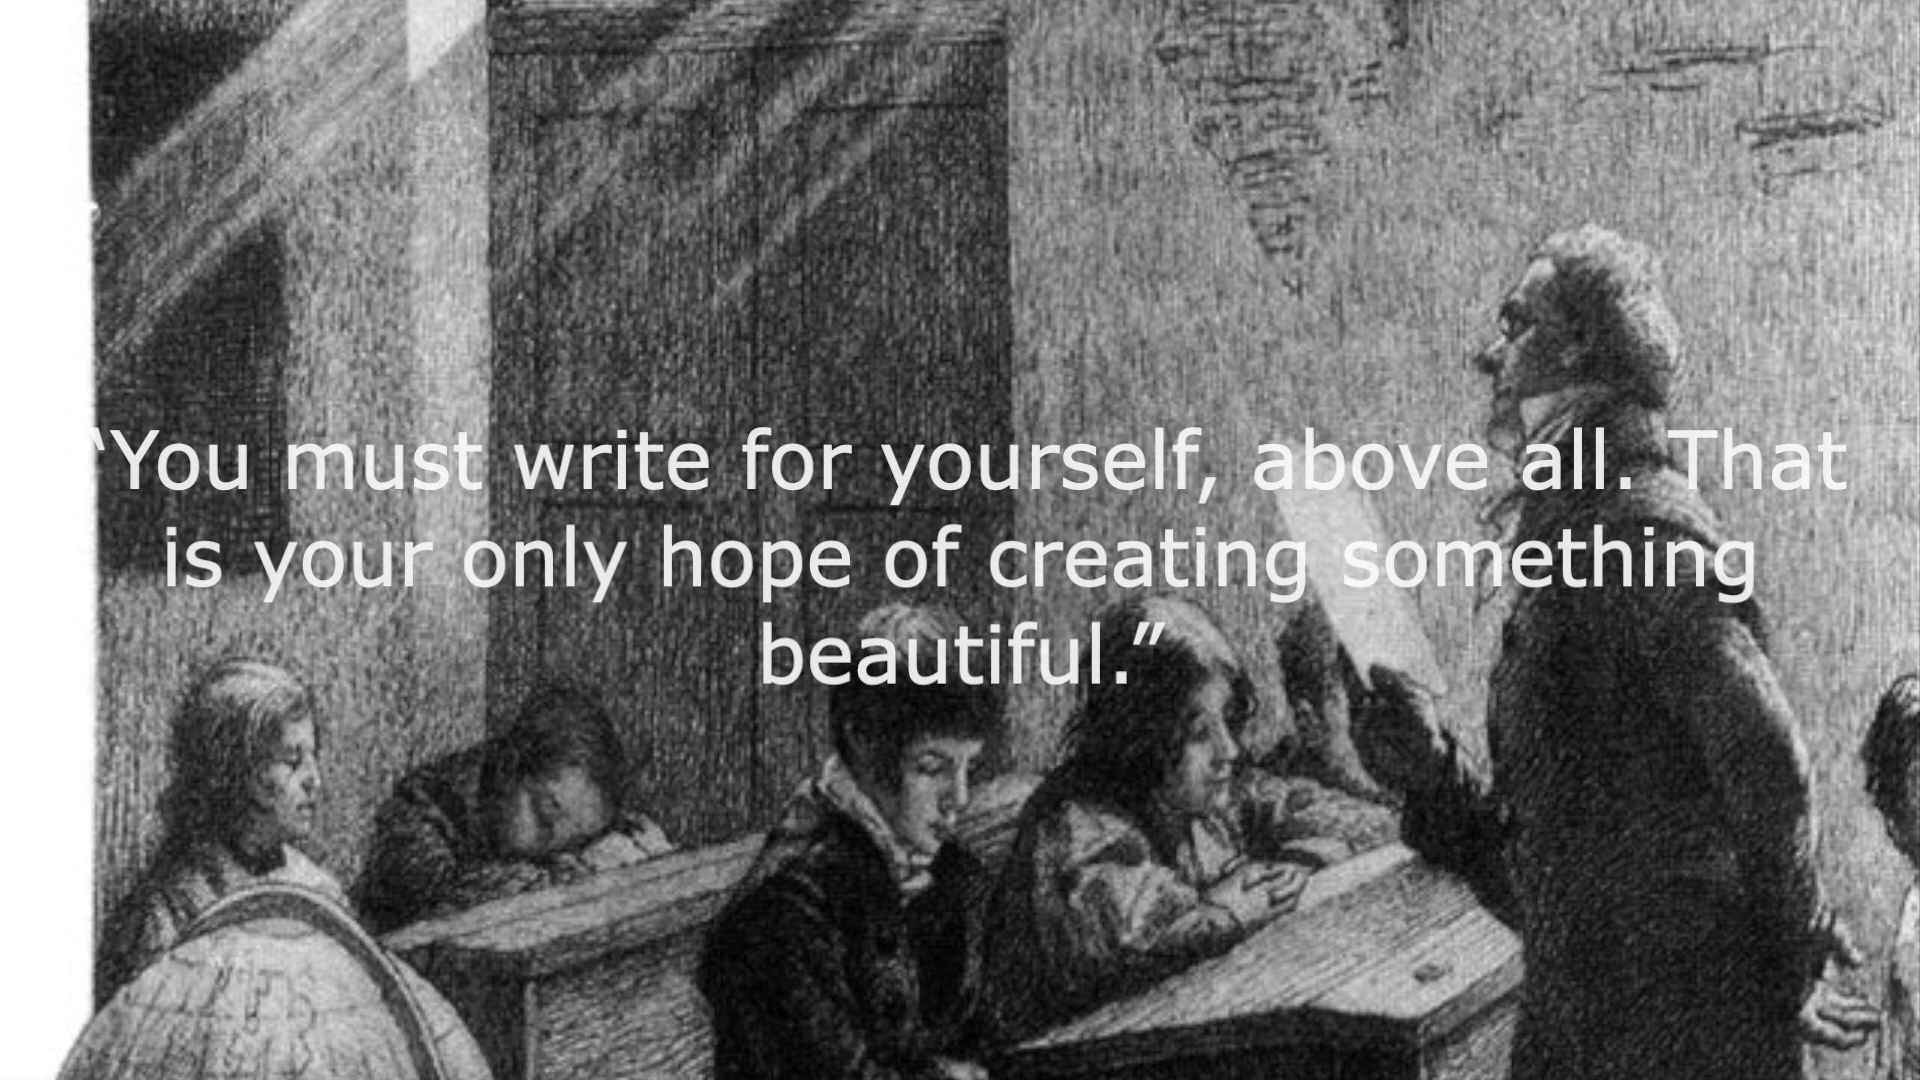 “You must write for yourself, above all. That
is your only hope of creating something
beautiful.”